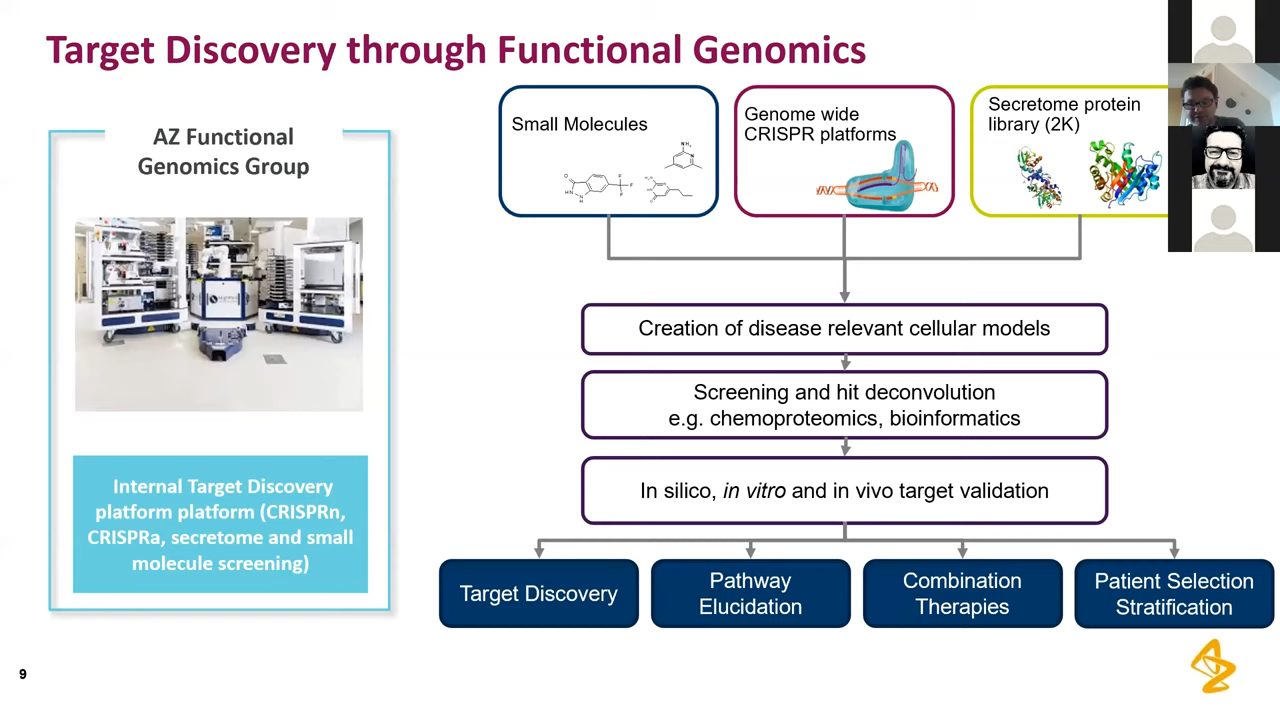 Target Discovery through Functional Genomics
AZ Functional
Genomics Group
Internal Target Discovery
platform platform (CRISPRn,
CRISPRa, secretome and small
molecule screening)
Small Molecules
Genome wide
CRISPR platforms
Secretome protein
library (2K)
Creation of disease relevant cellular models
Screening and hit deconvolution
e.g. chemoproteomics, bioinformatics
In silico, in vitro and in vivo target validation
Target Discovery
Pathway
Elucidation
Combination
Therapies
Patient Selection
Stratification
9